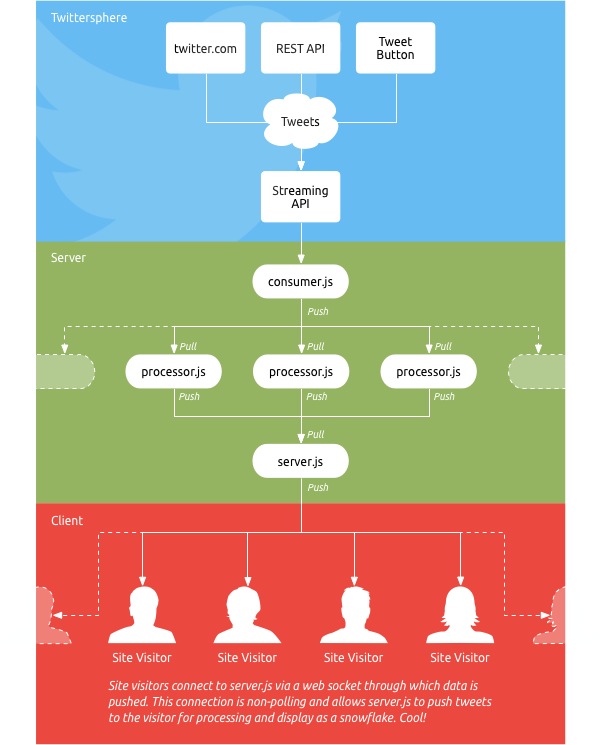 Twittersphere
twitter.com
REST API
Tweet
Button
Tweets
Streaming
API
Server
consumer.js
Push
Pull
Pull
Pull
processor.js
processor.js
processor.js
Push
Push
Push
Pull
server.js
Push
Client
Site Visitor
Site Visitor
Site Visitor
Site Visitor
Site visitors connect to server.js via a web socket through which data is
pushed. This connection is non-polling and allows server.js to push tweets
to the visitor for processing and display as a snowflake. Cool!